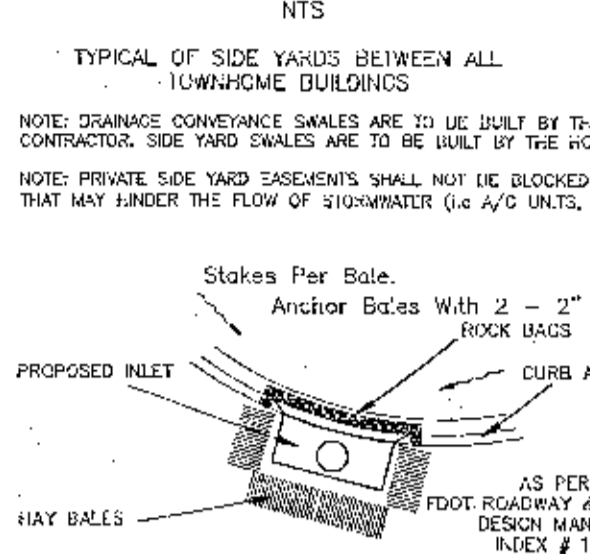 NTS
TYPICAL OF SIDE YARDS BETWEEN ALL
TOWNHOME BUILDINGS
NOTE: DRAINAGE CONVEYANCE SWALES ARE TO BE BUILT BY
CONTRACTOR. SIDE YARD SWALES ARE TO BE BUILT BY THE
NOTE: PRIVATE SIDE YARD EASEMENTS SHALL NOT BE BLOCKED
THAT MAY HINDER THE FLOW OF STORMWATER (i.e A/C UNITS,
Stakes Per Bale.
Anchor Bales With 2 - 2"
ROCK BAGS
PROPOSED INLET
CURB
HAY BALES
AS PER
FDOT ROADWAY &
DESIGN
INDEX # 1